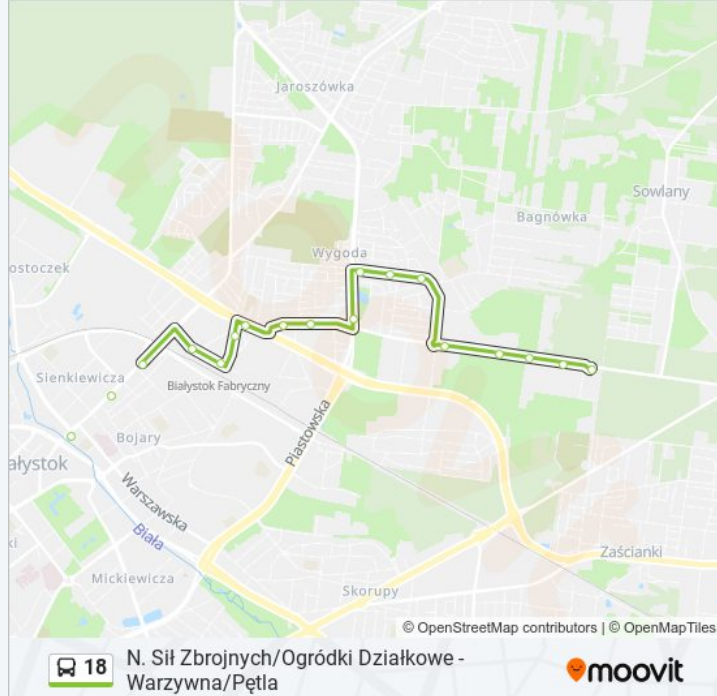 Jaroszówka
Sowlany
Bagnówka
Wygoda
ostoczek
Sienkiewicza
Białystok Fabryczny
Bojary
ałystok
Piastowska
Warszawska
Biała
ki
Mickiewicza
Zaścianki
Skorupy
© OpenStreetMap contributors | © OpenMapTiles
18
N. Sił Zbrojnych/Ogródki Działkowe -
Warzywna/Pętla
moovit